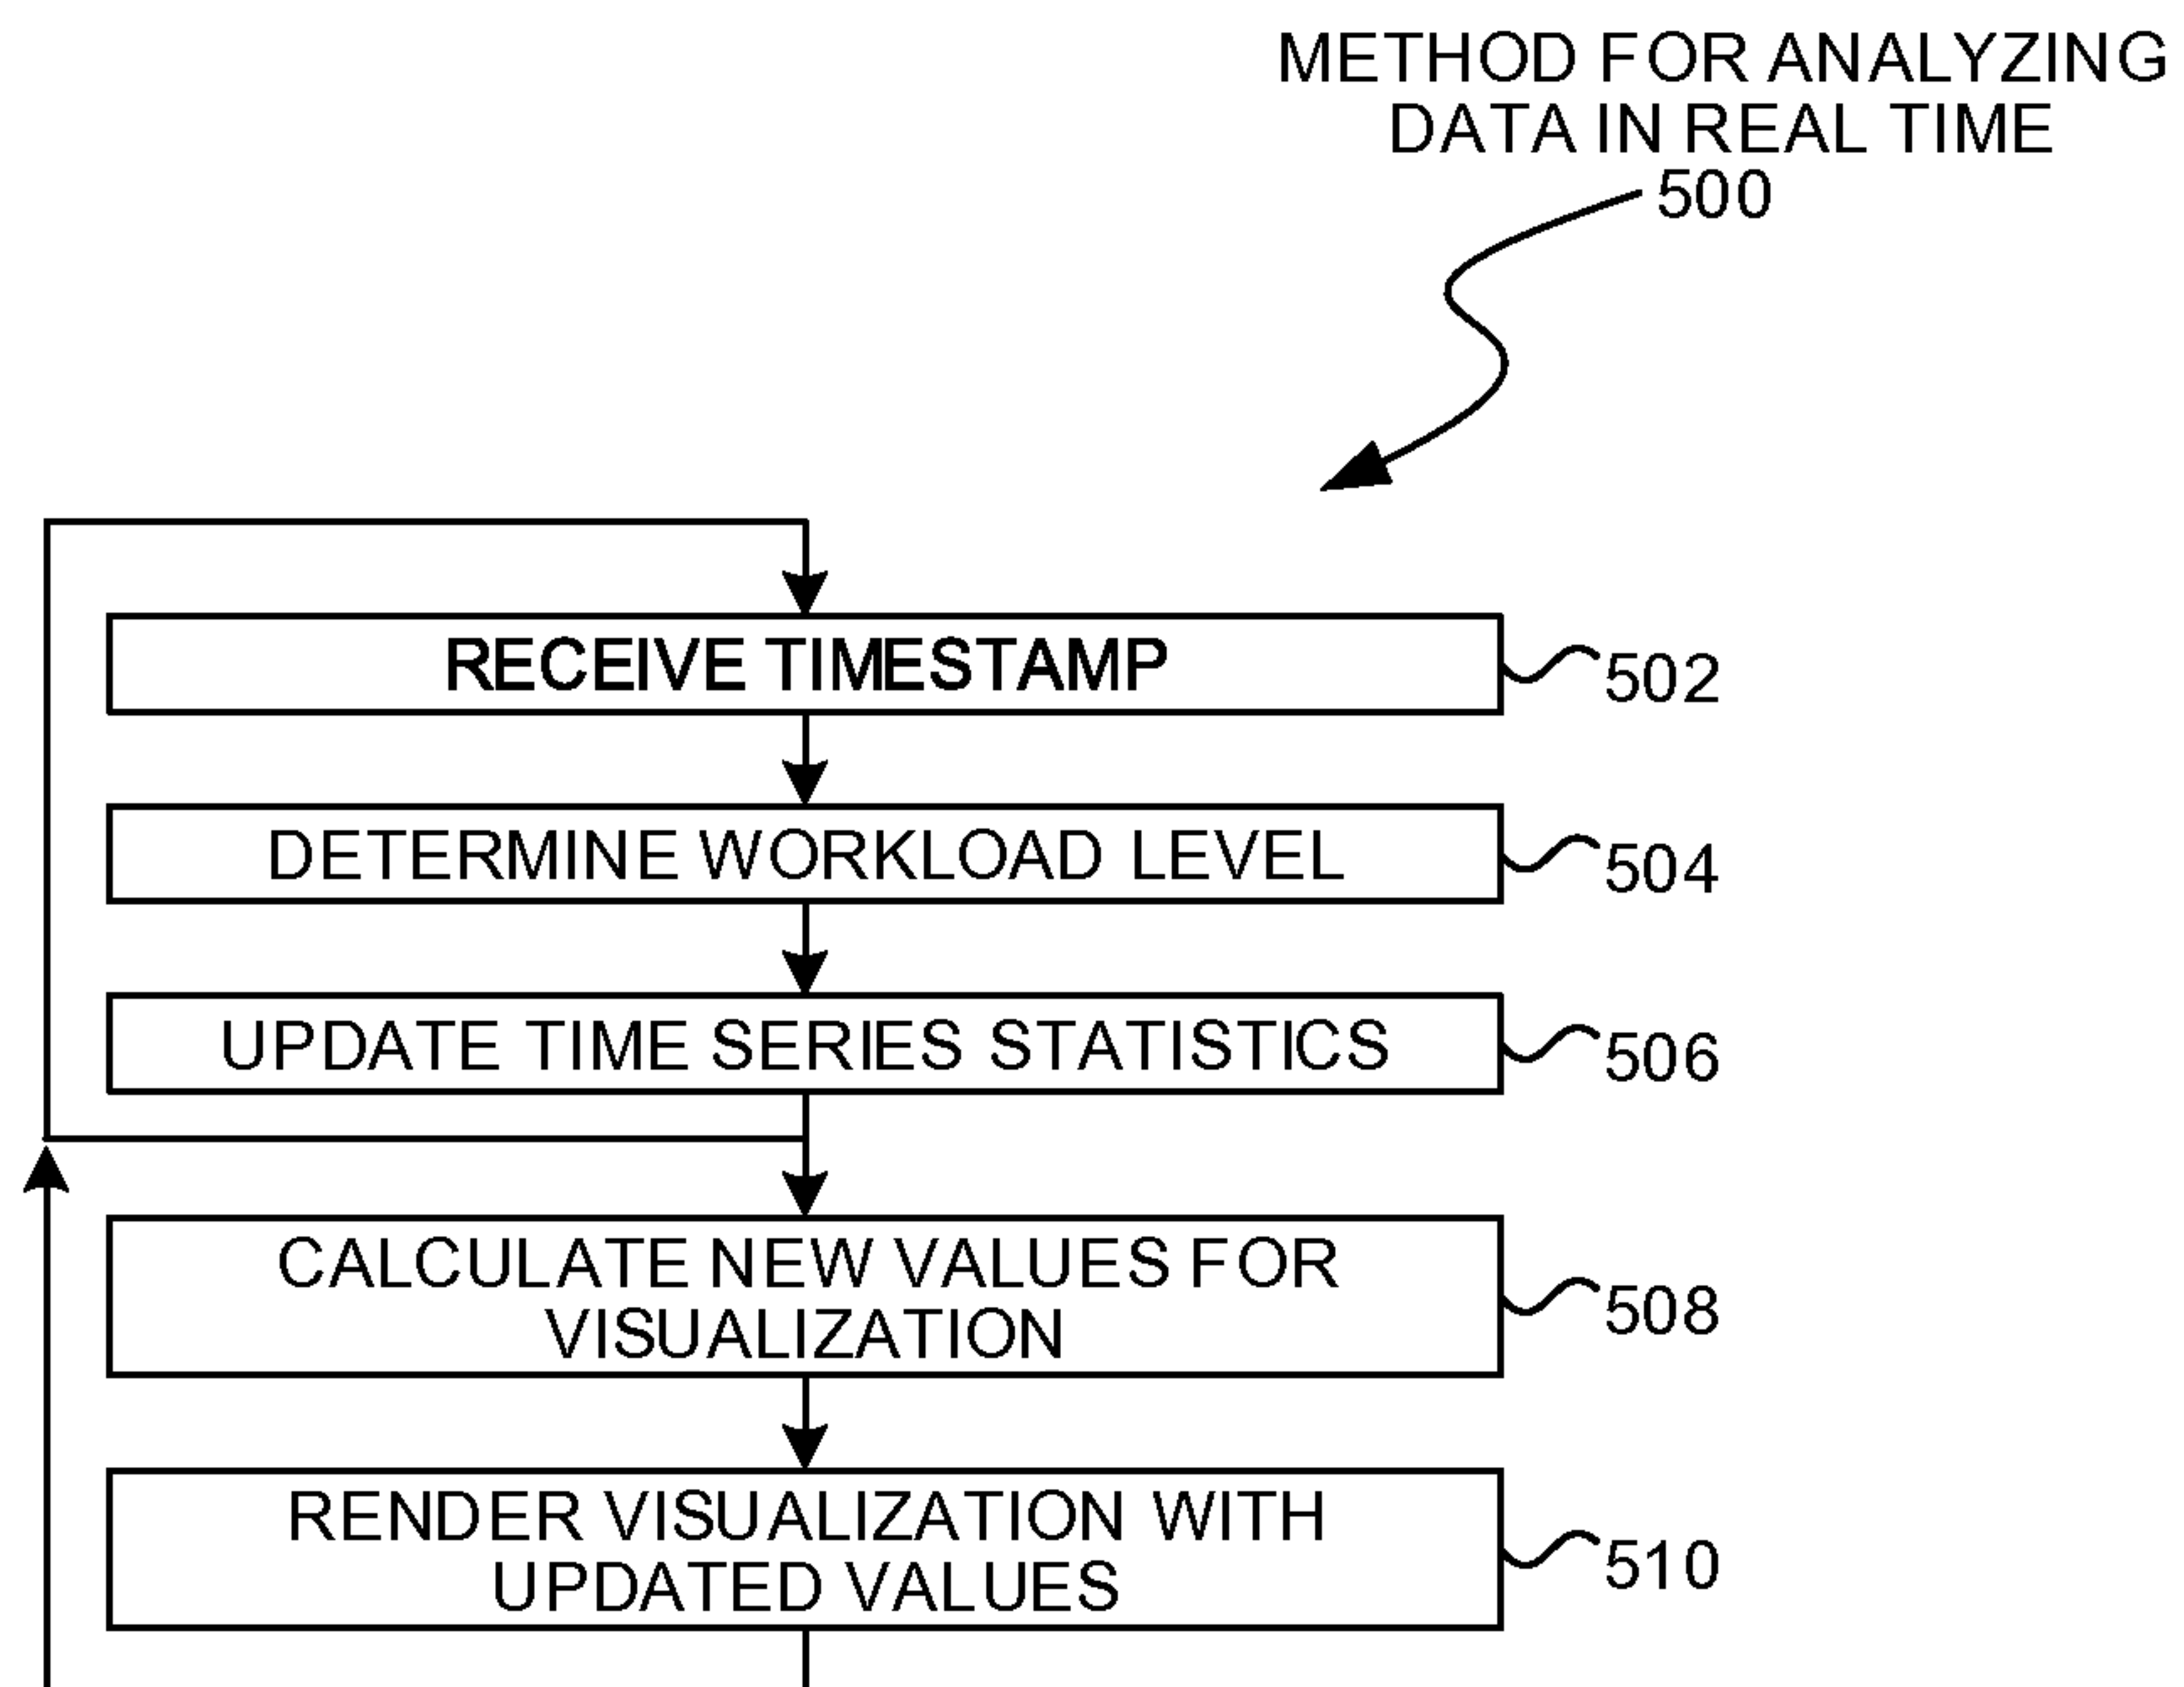 METHOD FOR ANALYZING
DATA IN REAL TIME
500
RECEIVE TIMESTAMP
502
DETERMINE WORKLOAD LEVEL
504
UPDATE TIME SERIES STATISTICS
506
CALCULATE NEW VALUES FOR
VISUALIZATION
508
RENDER VISUALIZATION WITH
UPDATED VALUES
510